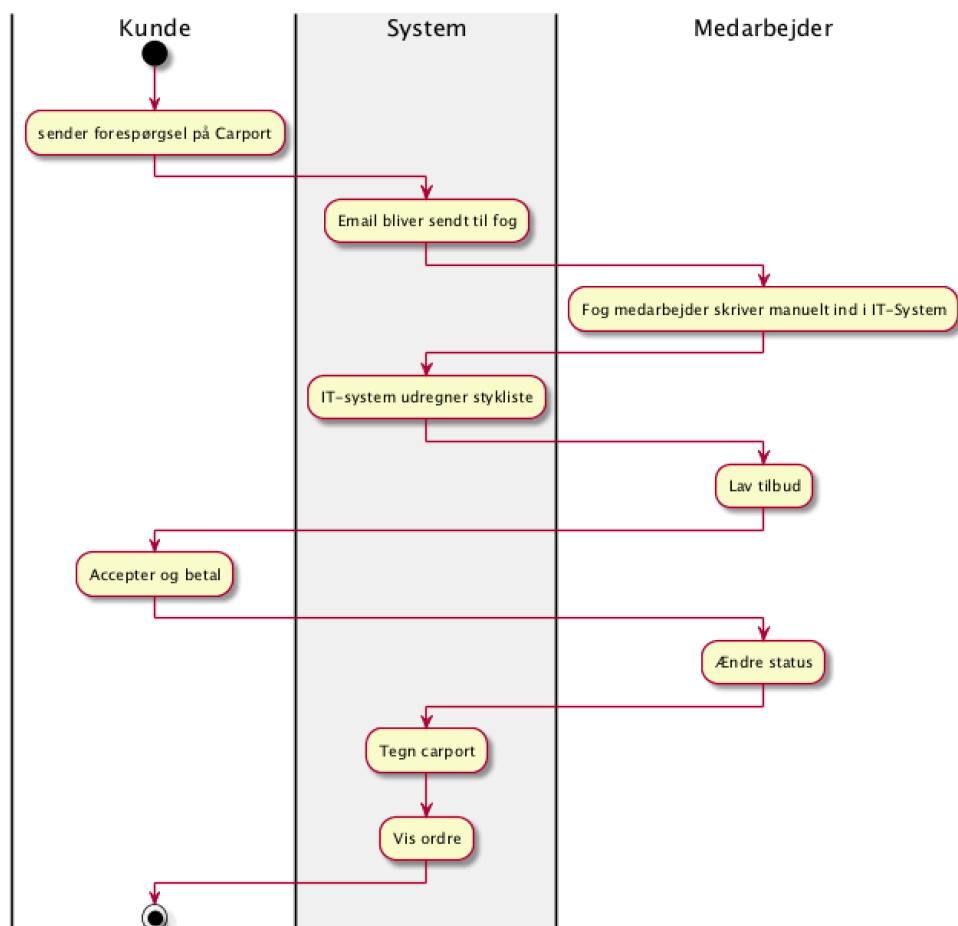 Kunde
System
Medarbejder
sender forespørgsel på Carport
Email bliver sendt til fog
Fog medarbejder skriver manuelt ind i IT-System
IT-system udregner stykliste
Lav tilbud
Accepter og betal
Ændre status
Tegn carport
Vis ordre